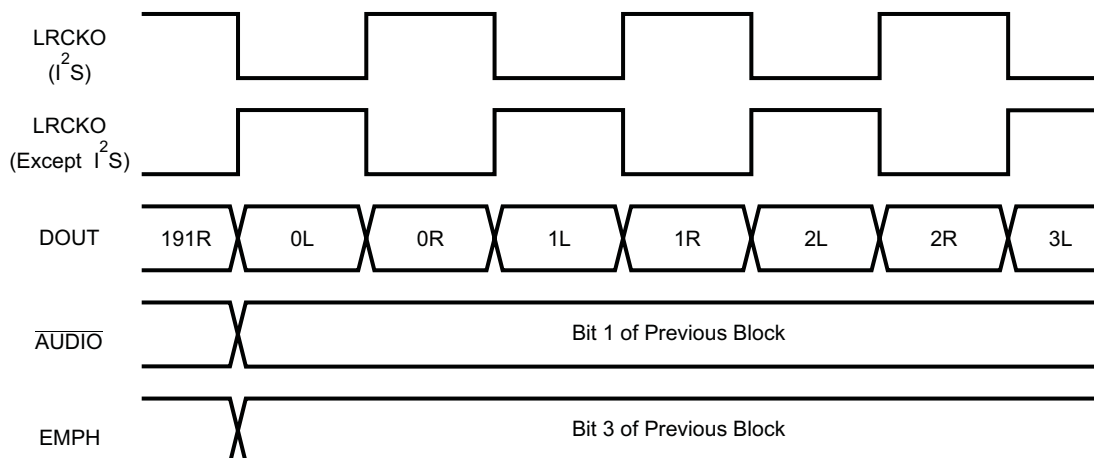 LRCKO
(I²S)
LRCKO
(Except I²S)
DOUT 191R 0L 0R 1L 1R 2L 2R 3L
AUDIO Bit 1 of Previous Block
EMPH Bit 3 of Previous Block